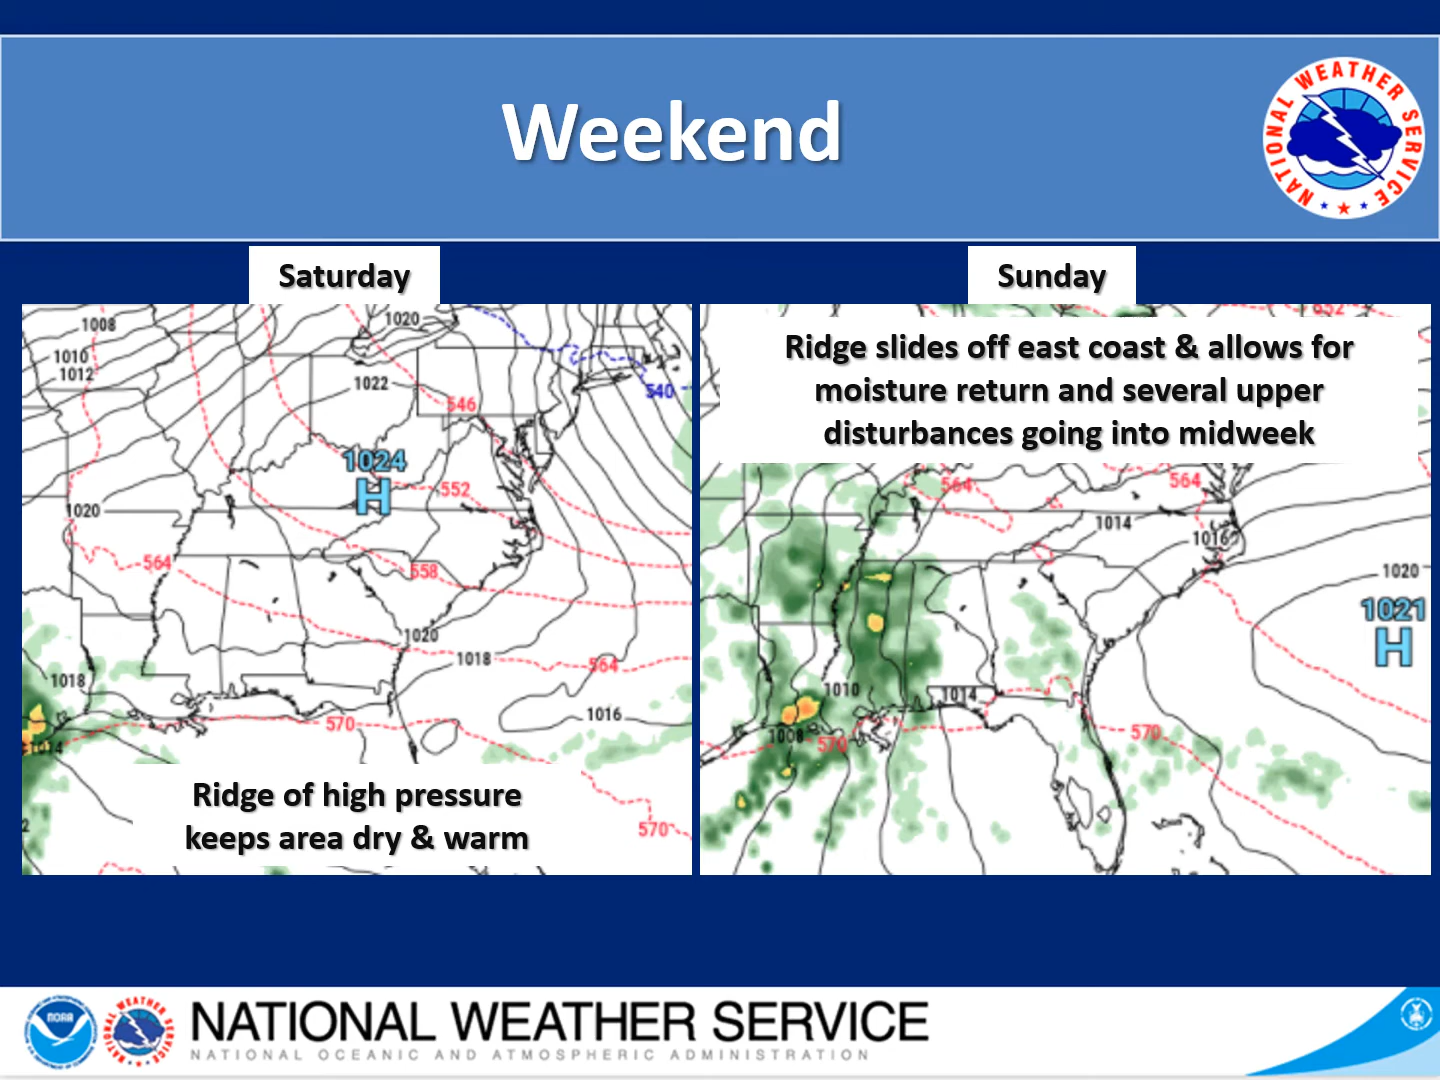 Weekend
NATIONAL WEATHER SERVICE
Saturday
Sunday
1008
1010
1012
1020
1022
546
540
1024
H
552
1020
564
558
1020
1018
564
1018
1016
570
1014
570
Ridge of high pressure
keeps area dry & warm
Ridge slides off east coast & allows for
moisture return and several upper
disturbances going into midweek
564
564
1014
1016
1020
1021
H
1010
1014
1008
570
570
NOAA
NATIONAL WEATHER SERVICE
NATIONAL OCEANIC AND ATMOSPHERIC ADMINISTRATION